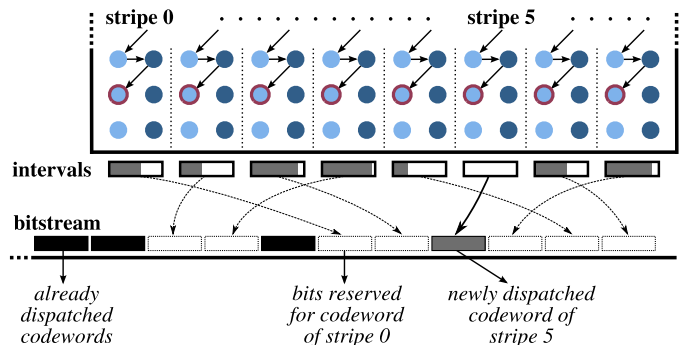 stripe 0 . . . . . . . . . . . . . stripe 5 . . . . .
intervals
bitstream
already
dispatched
codewords
bits reserved
for codeword
of stripe 0
newly dispatched
codeword of
stripe 5